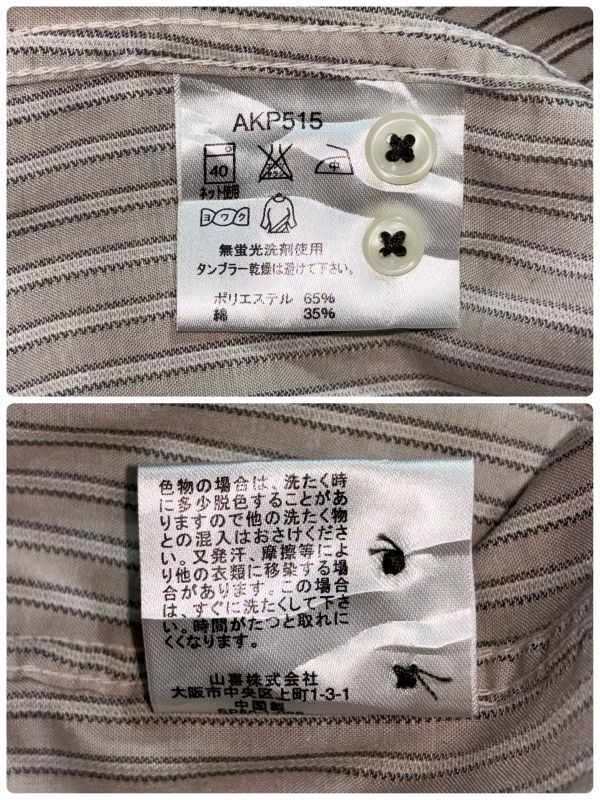 AKP515
40
エンソ
中
ネット使用
ヨワク
無蛍光洗剤使用
タンブラー乾燥は避けて下さい。
ポリエステル 65%
綿 35%
色物の場合は、洗たく時
に多少脱色することがあ
りますので他の洗たく物
との混入はおさけくださ
い。又発汗、摩擦等によ
り他の衣類に移染する場
合があります。この場合
は、すぐに洗たくして下さ
い。時間がたつと取れに
くくなります。
山喜株式会社
大阪市中央区上町1-3-1
中国製